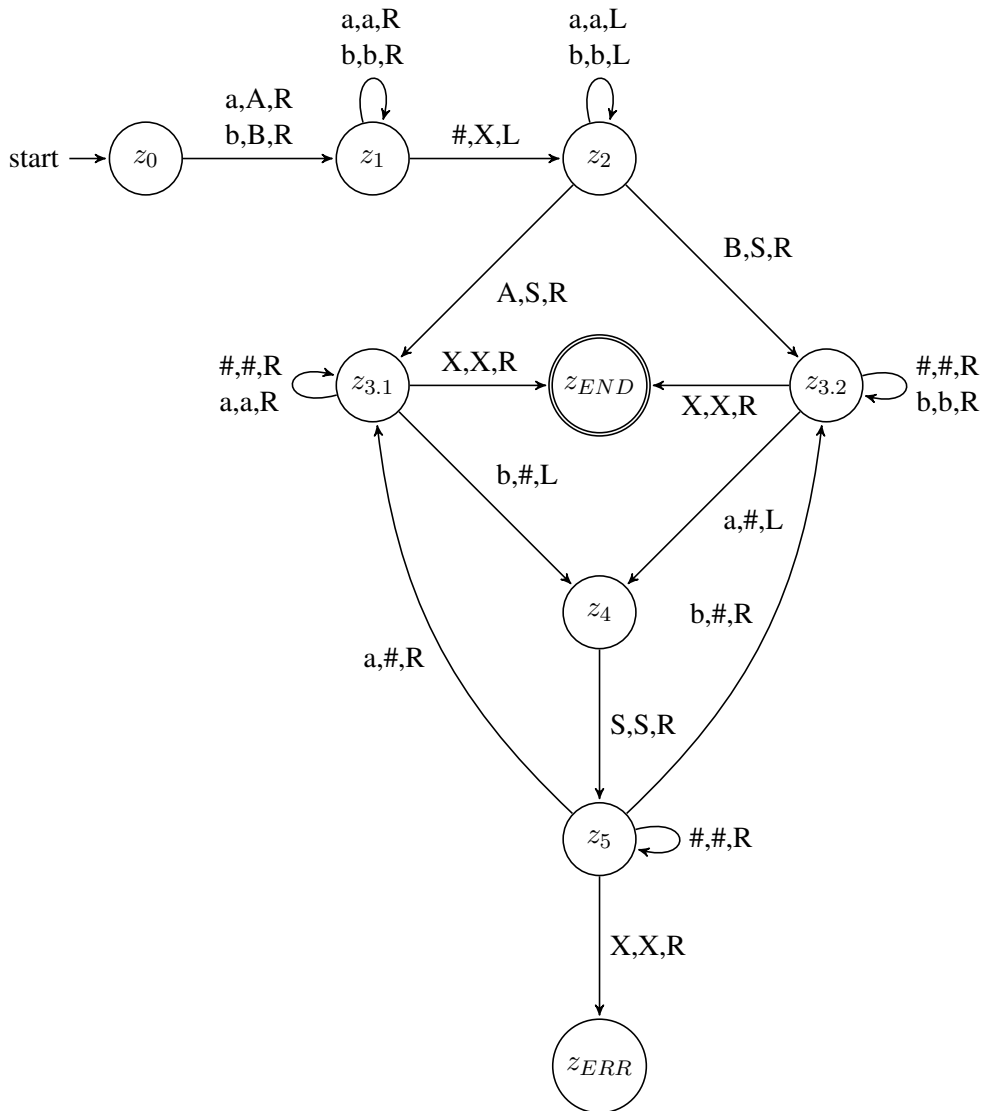 a,a,R
b,b,R
a,a,L
b,b,L
a,A,R
b,B,R
#,X,L
start
z0
z1
z2
B,S,R
A,S,R
#,#,R
a,a,R
z3.1
X,X,R
zEND
X,X,R
z3.2
#,#,R
b,b,R
b,#,L
a,#,L
z4
b,#,R
a,#,R
S,S,R
z5
#,#,R
X,X,R
zERR